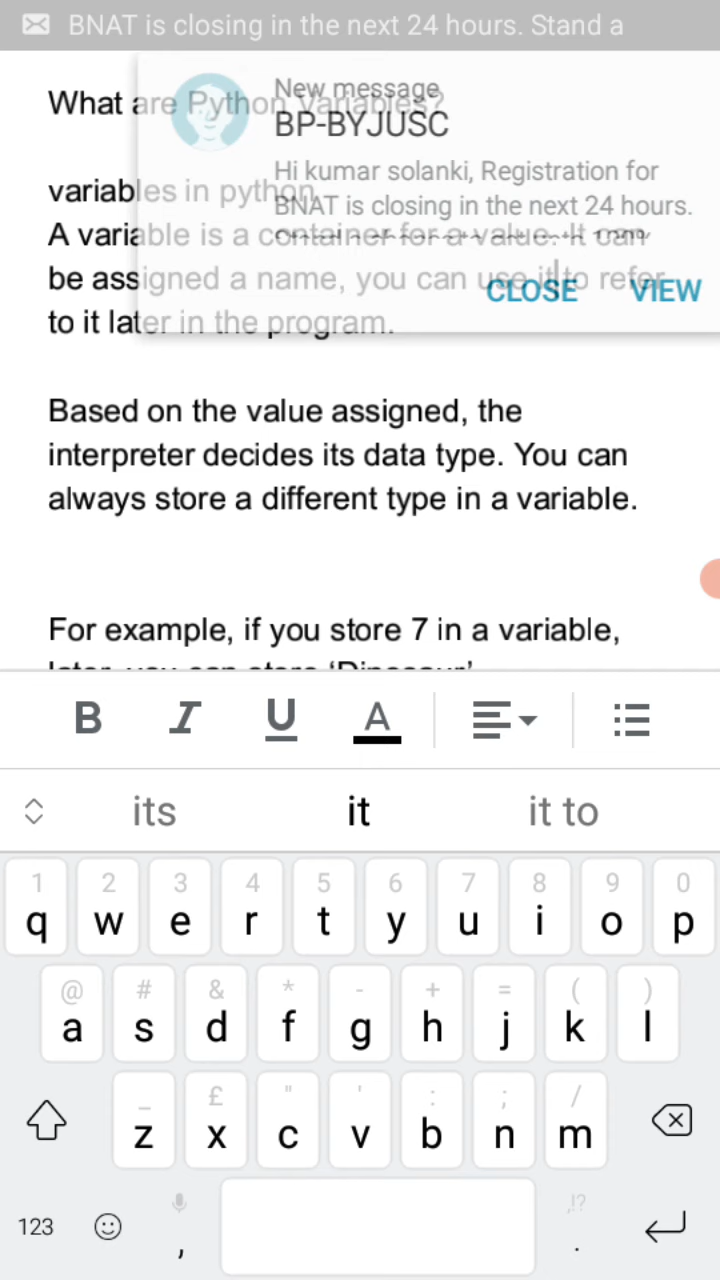 BNAT is closing in the next 24 hours. Stand a
New message
BP-BYJUSC
Hi kumar solanki, Registration for
BNAT is closing in the next 24 hours.
CLOSE VIEW
What are Python Variables?
variables in python.
A variable is a container for a value. It can
be assigned a name, you can use it to refer
to it later in the program.
Based on the value assigned, the
interpreter decides its data type. You can
always store a different type in a variable.
For example, if you store 7 in a variable,
later, you can store ‘Dinosaur’.
B I U A
its it it to
1 2 3 4 5 6 7 8 9 0
q w e r t y u i o p
@ # & * - + = ( )
a s d f g h j k l
_ £ " ' : ; /
z x c v b n m
123 , ,!? .